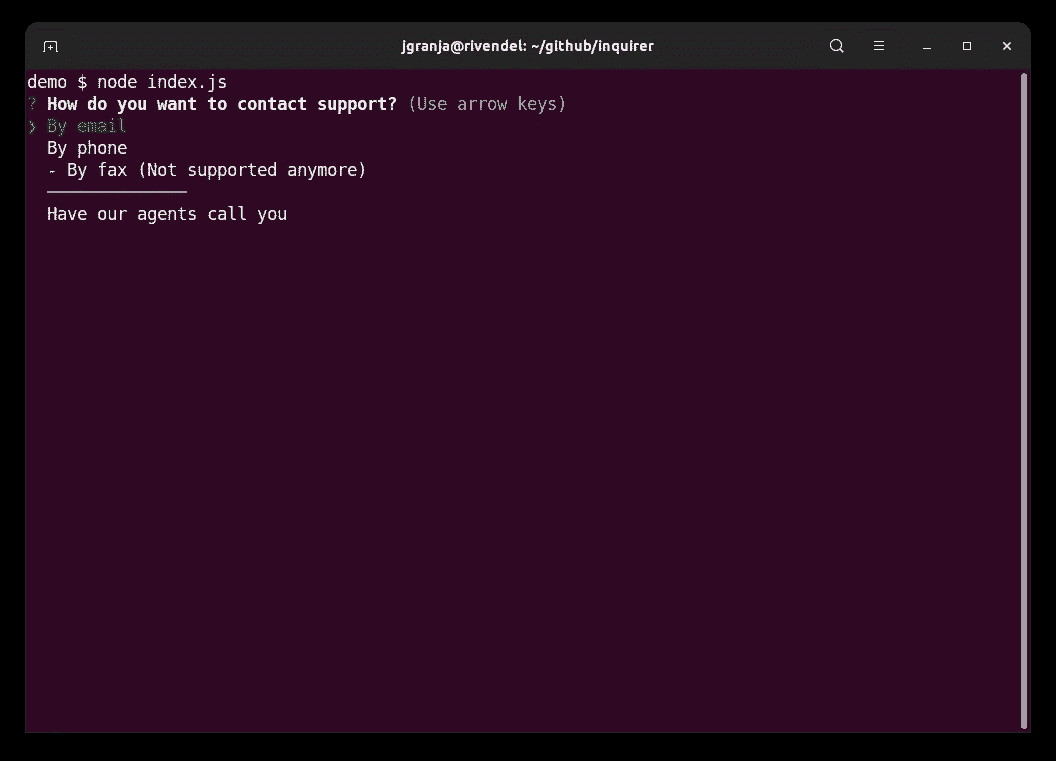 jgranja@rivendel: ~/github/inquirer
demo $ node index.js
? How do you want to contact support? (Use arrow keys)
❯ By email
By phone
- By fax (Not supported anymore)
──────────────
Have our agents call you